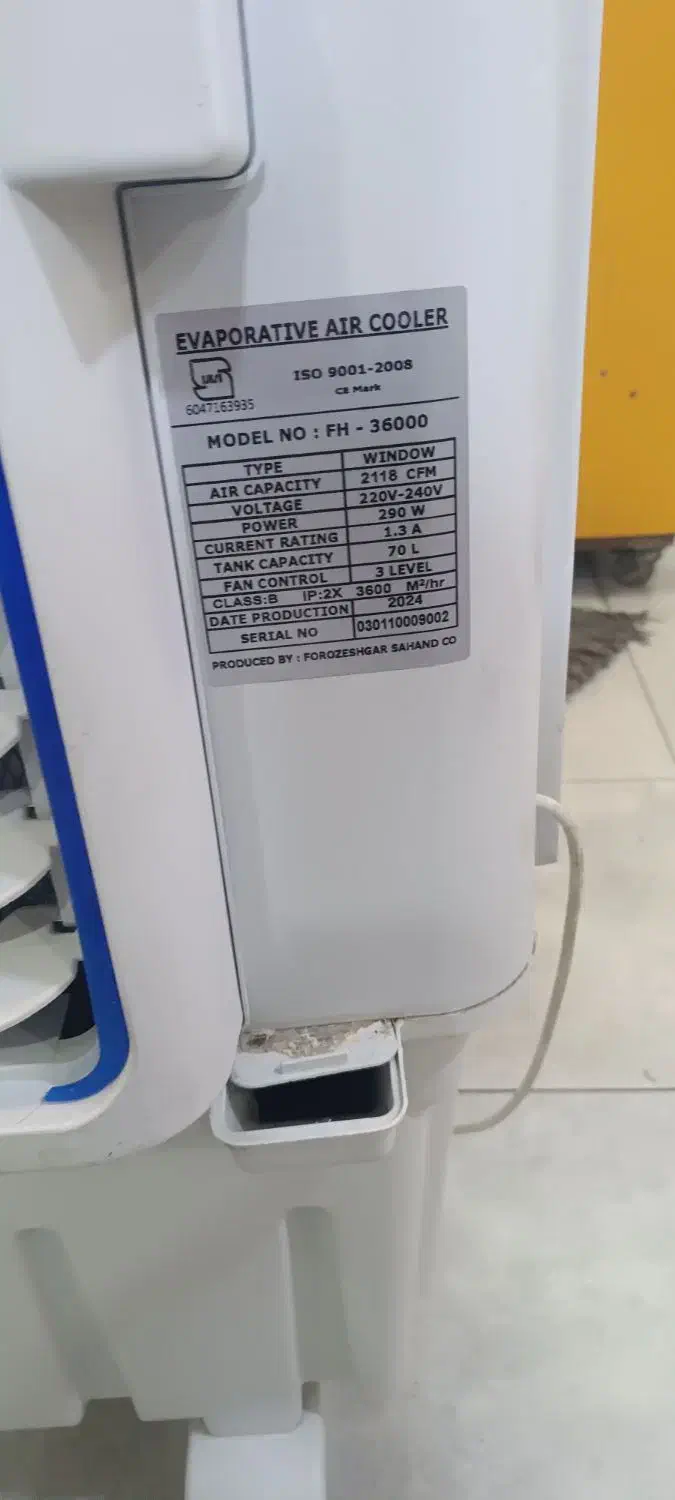 EVAPORATIVE AIR COOLER
ISO 9001-2008
CE Mark
6047163935
MODEL NO : FH - 36000
TYPE WINDOW
AIR CAPACITY 2118 CFM
VOLTAGE 220V-240V
POWER 290 W
CURRENT RATING 1.3 A
TANK CAPACITY 70 L
FAN CONTROL 3 LEVEL
CLASS:B IP:2X 3600 M³/hr
DATE PRODUCTION 2024
SERIAL NO 030110009002
PRODUCED BY : FOROZESHGAR SAHAND CO